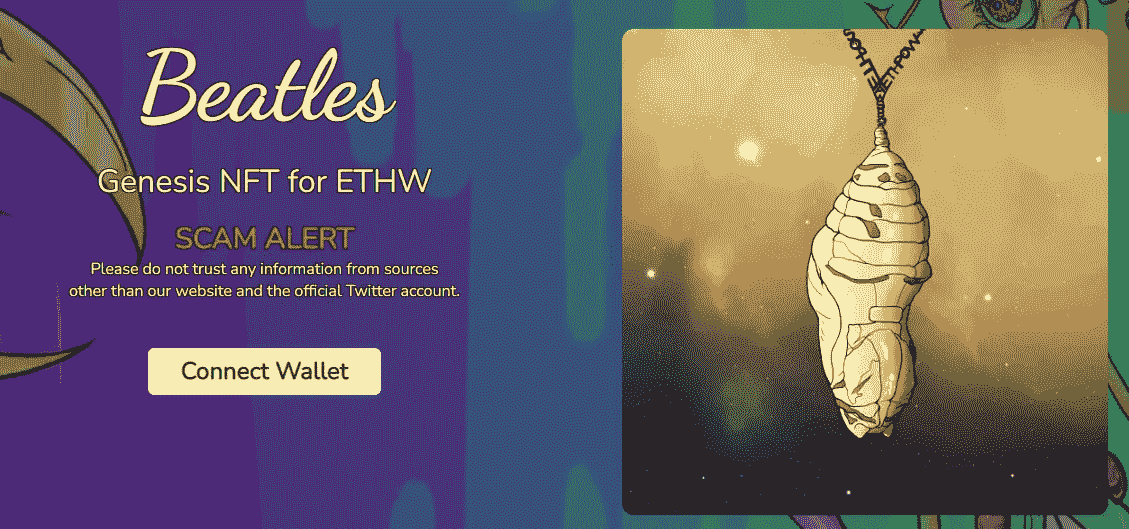 Beatles
Genesis NFT for ETHW
SCAM ALERT
Please do not trust any information from sources
other than our website and the official Twitter account.
Connect Wallet